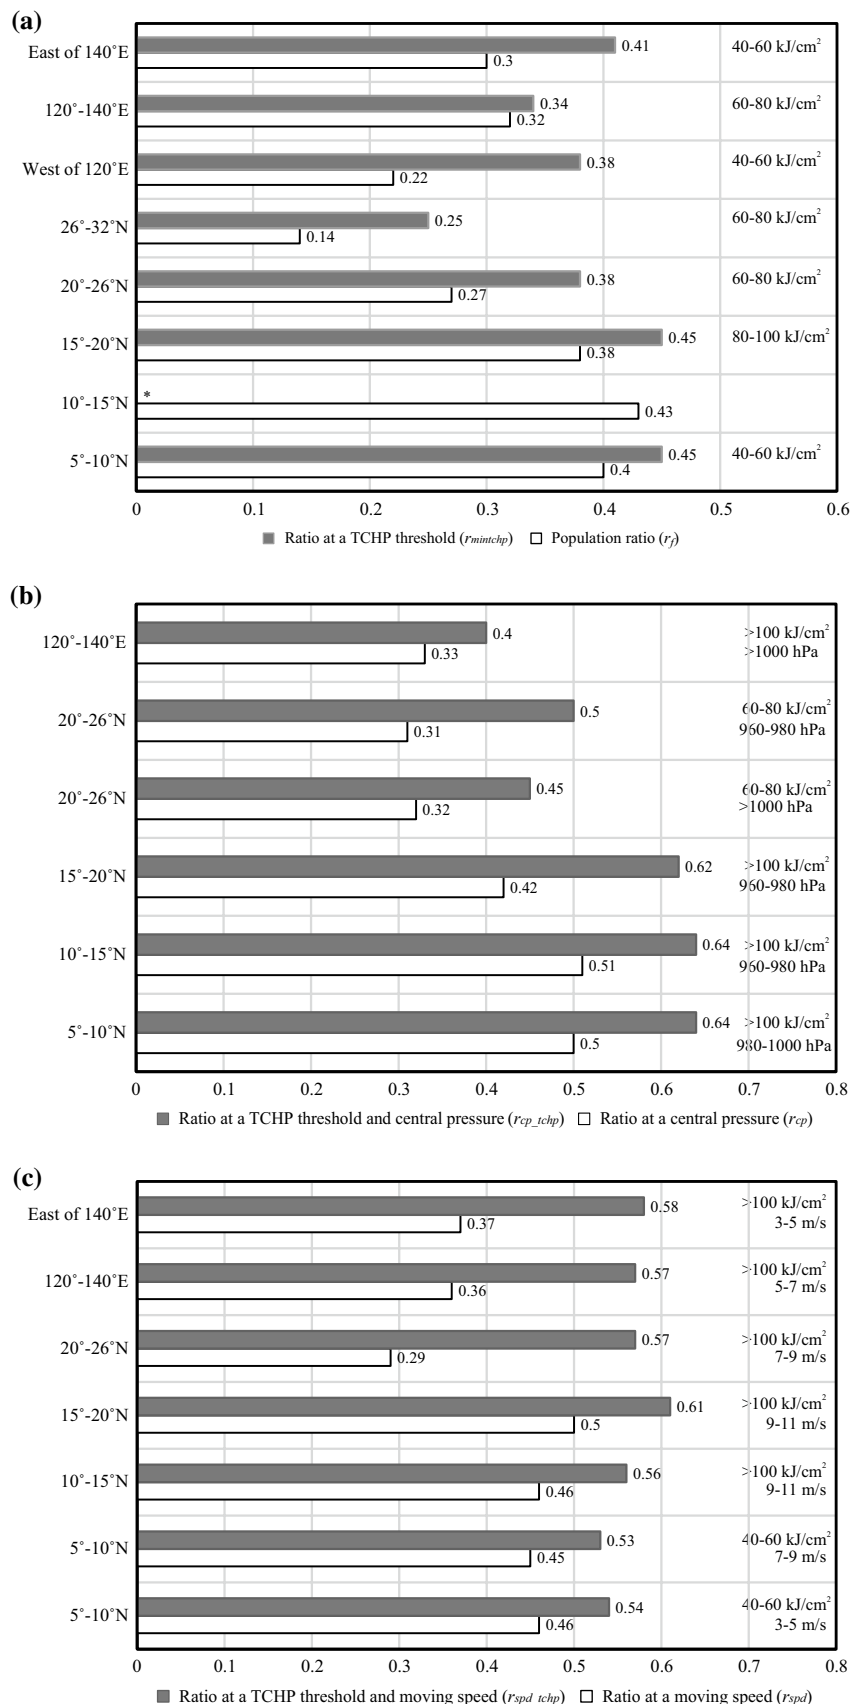 (a)
East of 140˚E 0.41 40-60 kJ/cm²
0.3
120˚-140˚E 0.34 60-80 kJ/cm²
0.32
West of 120˚E 0.38 40-60 kJ/cm²
0.22
26˚-32˚N 0.25 60-80 kJ/cm²
0.14
20˚-26˚N 0.38 60-80 kJ/cm²
0.27
15˚-20˚N 0.45 80-100 kJ/cm²
0.38
10˚-15˚N *
0.43
5˚-10˚N 0.45 40-60 kJ/cm²
0.4
0 0.1 0.2 0.3 0.4 0.5 0.6
Ratio at a TCHP threshold (rmintchp) Population ratio (rf)
(b)
120˚-140˚E 0.4 >100 kJ/cm²
0.33 >1000 hPa
20˚-26˚N 0.5 60-80 kJ/cm²
0.31 960-980 hPa
20˚-26˚N 0.45 60-80 kJ/cm²
0.32 >1000 hPa
15˚-20˚N 0.62 >100 kJ/cm²
0.42 960-980 hPa
10˚-15˚N 0.64 >100 kJ/cm²
0.51 960-980 hPa
5˚-10˚N 0.64 >100 kJ/cm²
0.5 980-1000 hPa
0 0.1 0.2 0.3 0.4 0.5 0.6 0.7 0.8
Ratio at a TCHP threshold and central pressure (rcp_tchp) Ratio at a central pressure (rcp)
(c)
East of 140˚E 0.58 >100 kJ/cm²
0.37 3-5 m/s
120˚-140˚E 0.57 >100 kJ/cm²
0.36 5-7 m/s
20˚-26˚N 0.57 >100 kJ/cm²
0.29 7-9 m/s
15˚-20˚N 0.61 >100 kJ/cm²
0.5 9-11 m/s
10˚-15˚N 0.56 >100 kJ/cm²
0.46 9-11 m/s
5˚-10˚N 0.53 40-60 kJ/cm²
0.45 7-9 m/s
5˚-10˚N 0.54 40-60 kJ/cm²
0.46 3-5 m/s
0 0.1 0.2 0.3 0.4 0.5 0.6 0.7 0.8
Ratio at a TCHP threshold and moving speed (rspd_tchp) Ratio at a moving speed (rspd)